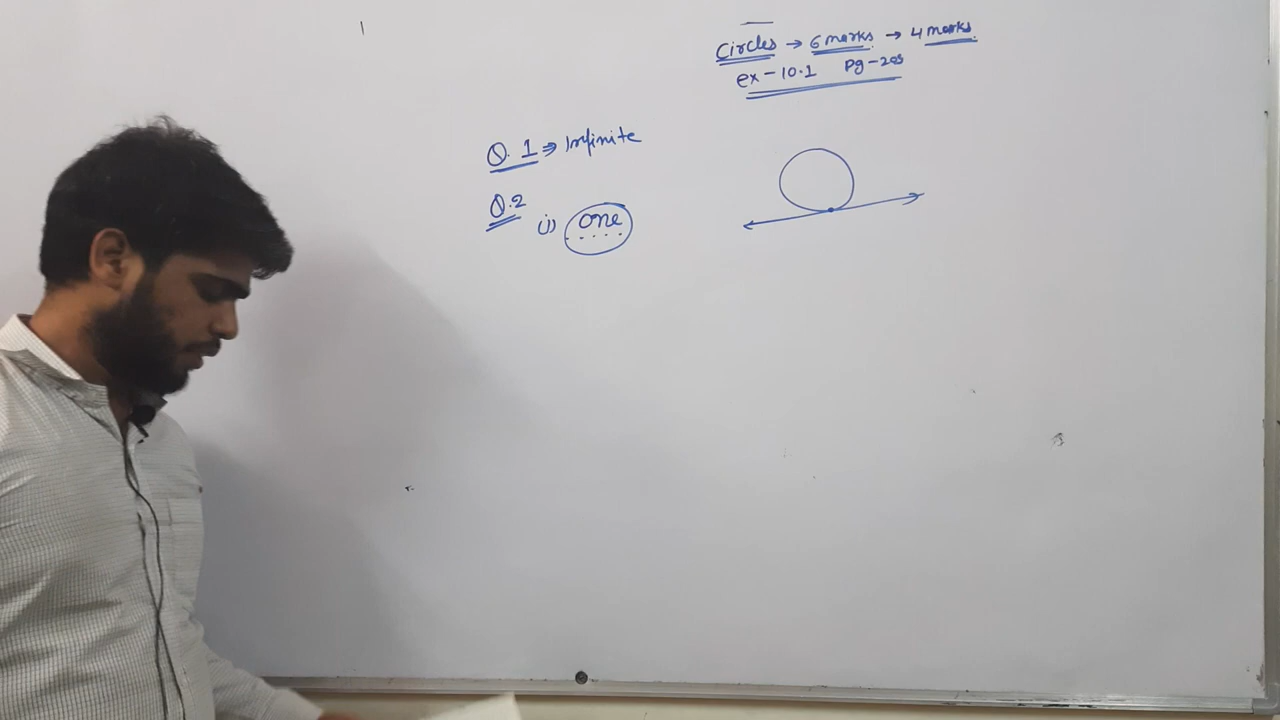 Circles → 6 marks → 4 marks.
ex - 10.1 Pg - 209
Q. 1 ⇒ Infinite
Q.2
(i) one